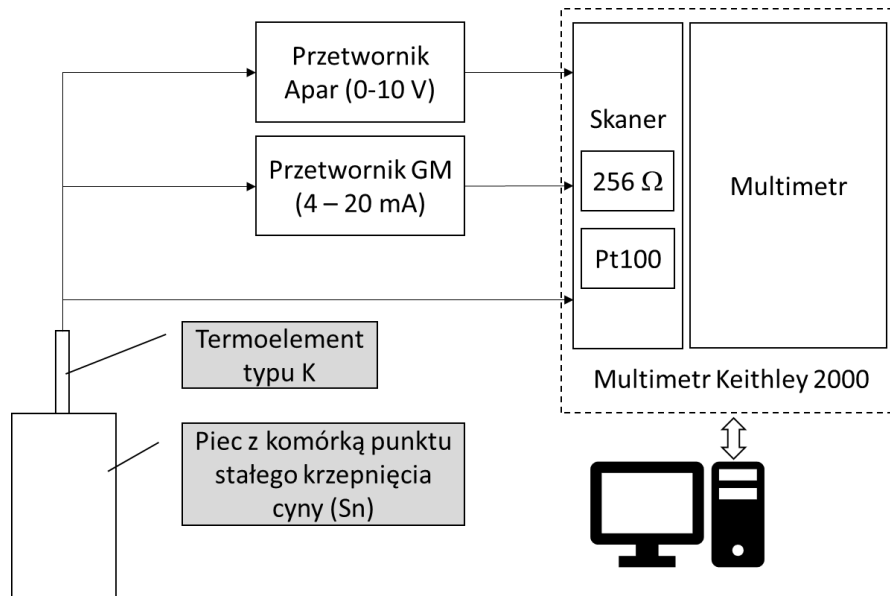 Przetwornik
Apar (0-10 V)
Przetwornik GM
(4 – 20 mA)
Skaner
256 Ω
Pt100
Multimetr
Multimetr Keithley 2000
Termoelement
typu K
Piec z komórką punktu
stałego krzepnięcia
cyny (Sn)